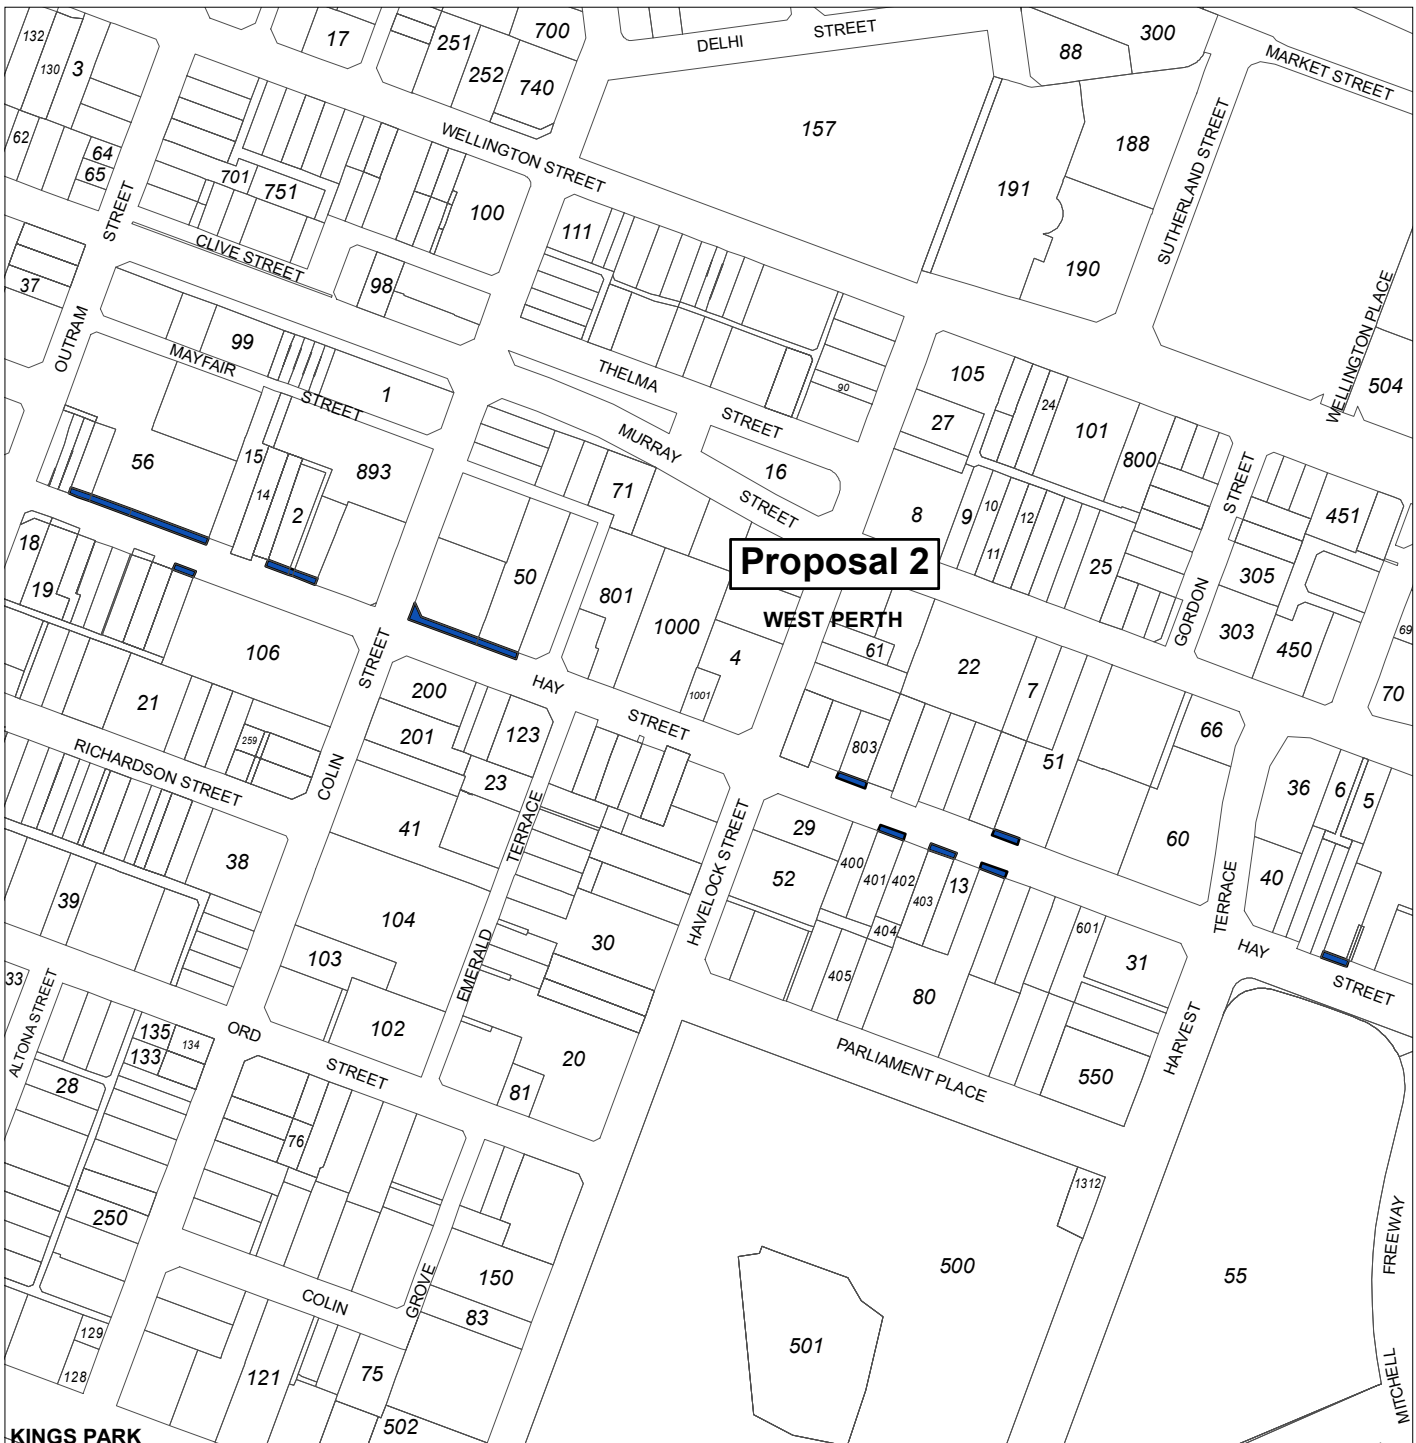 132
17
251
700
DELHI
STREET
88
300
130
3
252
740
MARKET STREET
62
64
65
WELLINGTON STREET
157
188
SUTHERLAND STREET
701
751
100
191
STREET
CLIVE STREET
111
190
37
98
WELLINGTON PLACE
OUTRAM
99
MAYFAIR
STREET
1
THELMA
STREET
90
105
504
27
24
101
800
56
15
14
2
893
MURRAY
STREET
16
71
8
9
10
11
12
STREET
451
18
19
50
801
Proposal 2
WEST PERTH
25
GORDON
305
303
450
69
106
STREET
1000
4
1001
61
22
7
70
200
HAY
STREET
21
201
123
803
66
RICHARDSON STREET
259
COLIN
23
51
36
6
5
41
TERRACE
29
HAVELOCK STREET
60
38
52
400
401
402
403
13
40
39
104
404
601
TERRACE
HAY
STREET
103
EMERALD
30
405
31
33
ALTONA STREET
102
80
135
134
133
ORD
STREET
20
PARLIAMENT PLACE
HARVEST
28
81
550
76
1312
250
150
500
55
FREEWAY
COLIN
GROVE
83
129
128
121
75
501
MITCHELL
502
KINGS PARK